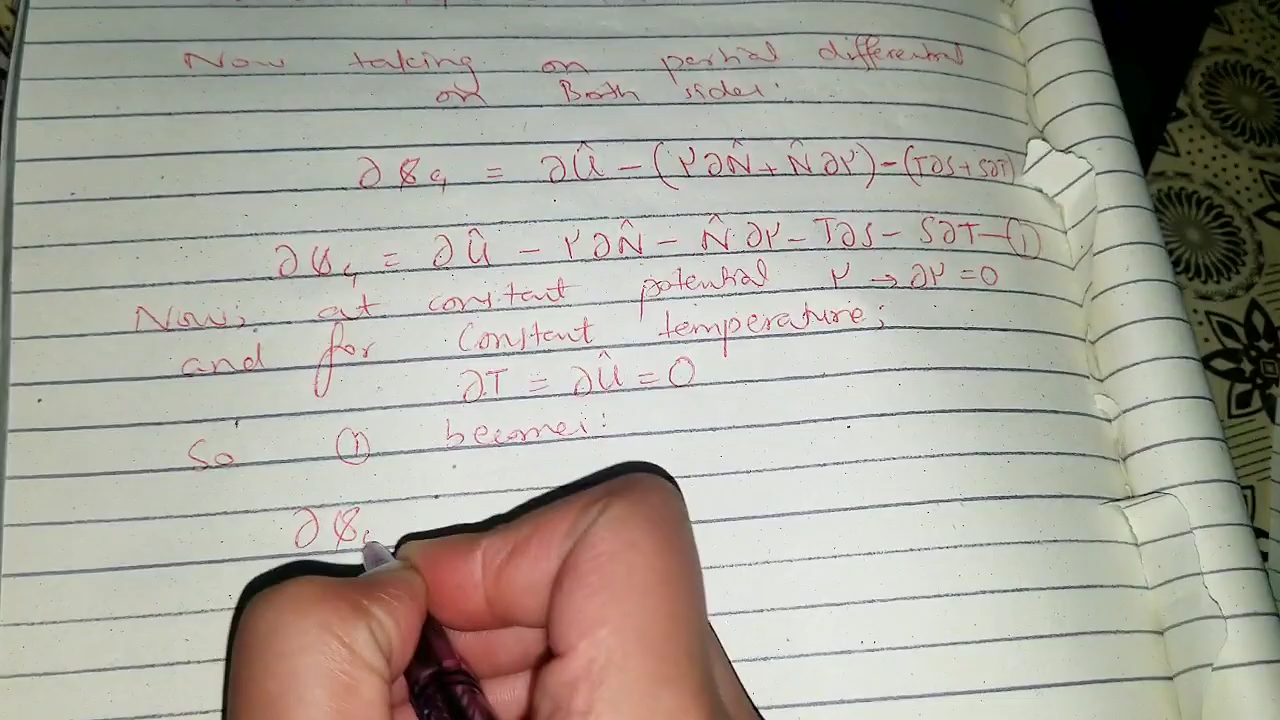 Now taking on partial differential
on Both sides:
∂φ_G = ∂Û - (μ∂N̂ + N̂∂μ) - (T∂S + S∂T)
∂φ_G = ∂Û - μ∂N̂ - N̂∂μ - T∂S - S∂T — ①
Now; at constant potential μ → ∂μ = 0
and for constant temperature;
∂T = ∂Û = 0
So ① becomes:
∂φ